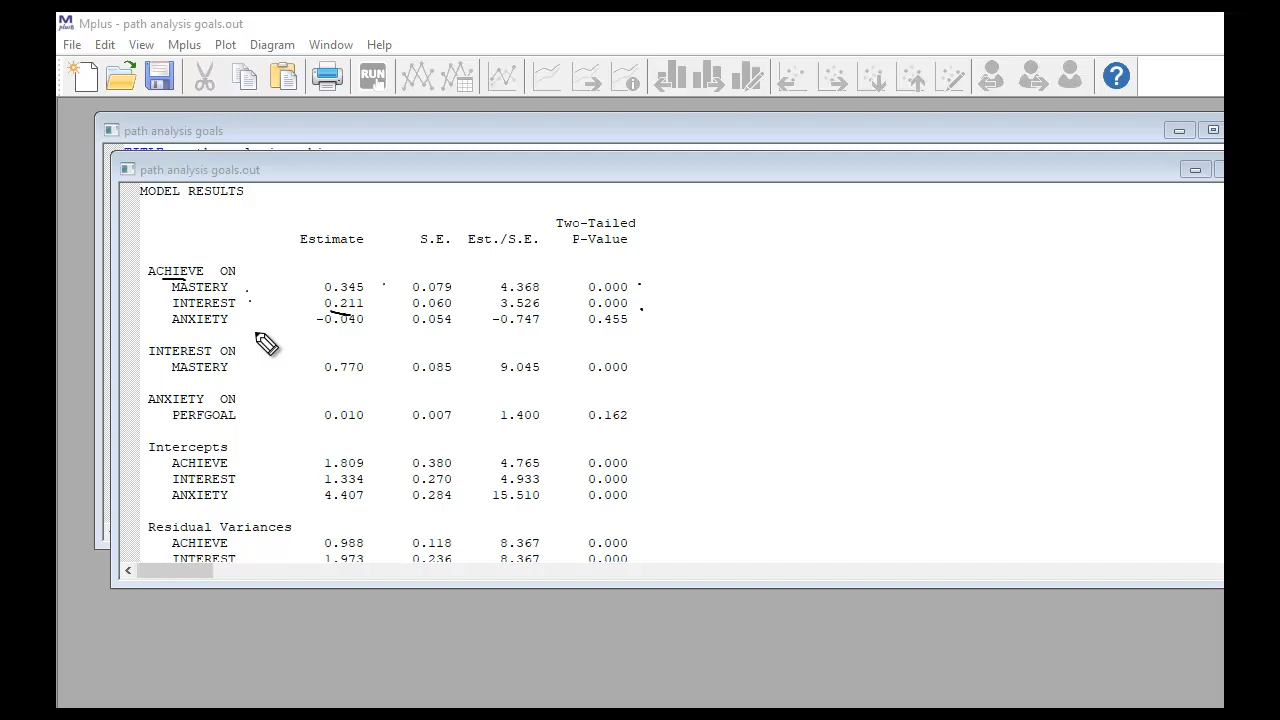 Mplus - path analysis goals.out
File Edit View Mplus Plot Diagram Window Help
RUN
path analysis goals
path analysis goals.out
MODEL RESULTS
Two-Tailed
Estimate S.E. Est./S.E. P-Value
ACHIEVE ON
MASTERY 0.345 0.079 4.368 0.000
INTEREST 0.211 0.060 3.526 0.000
ANXIETY -0.040 0.054 -0.747 0.455
INTEREST ON
MASTERY 0.770 0.085 9.045 0.000
ANXIETY ON
PERFGOAL 0.010 0.007 1.400 0.162
Intercepts
ACHIEVE 1.809 0.380 4.765 0.000
INTEREST 1.334 0.270 4.933 0.000
ANXIETY 4.407 0.284 15.510 0.000
Residual Variances
ACHIEVE 0.988 0.118 8.367 0.000
INTEREST 1.973 0.236 8.367 0.000